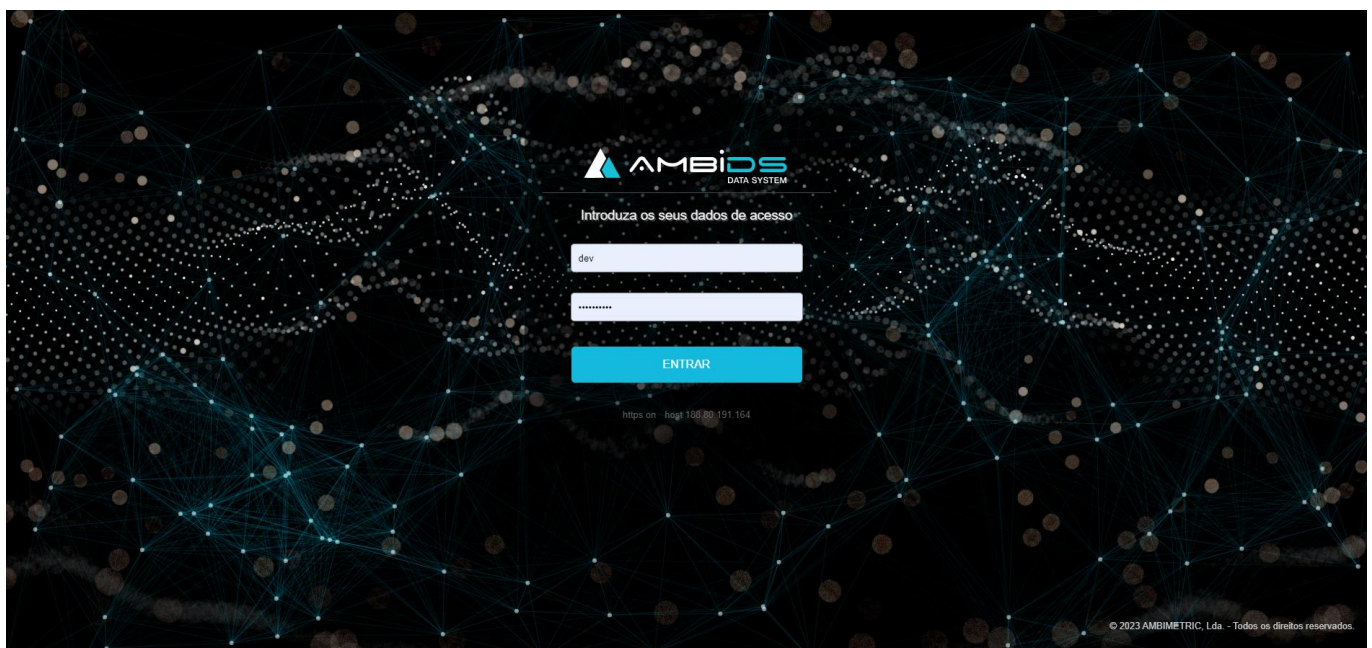 AMBiDS
DATA SYSTEM
Introduza os seus dados de acesso
dev
••••••••••
ENTRAR
https on - host 188.80.191.164
© 2023 AMBIMETRIC, Lda. - Todos os direitos reservados.